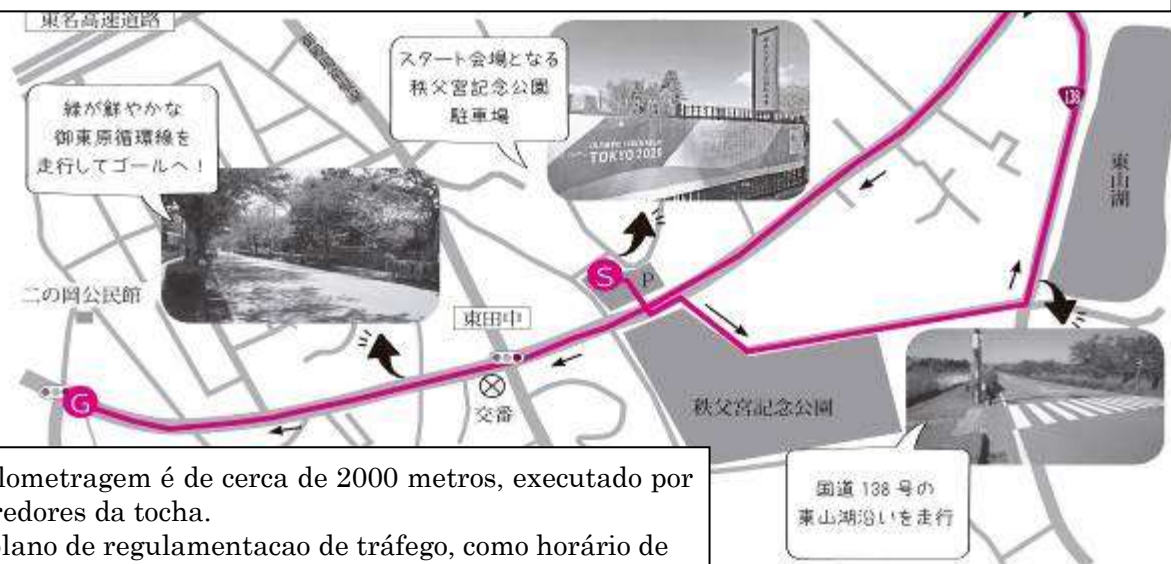 東名高速道路
スタート会場となる
秩父宮記念公園
駐車場
緑が鮮やかな
御東原循環線を
走行してゴールへ！
TOKYO 2020
138
東山湖
S
P
二の岡公民館
東田中
G
交番
秩父宮記念公園
国道 138 号の
東山湖沿いを走行
lometragem é de cerca de 2000 metros, executado por
redores da tocha.
plano de regulamentacao de tráfego, como horário de